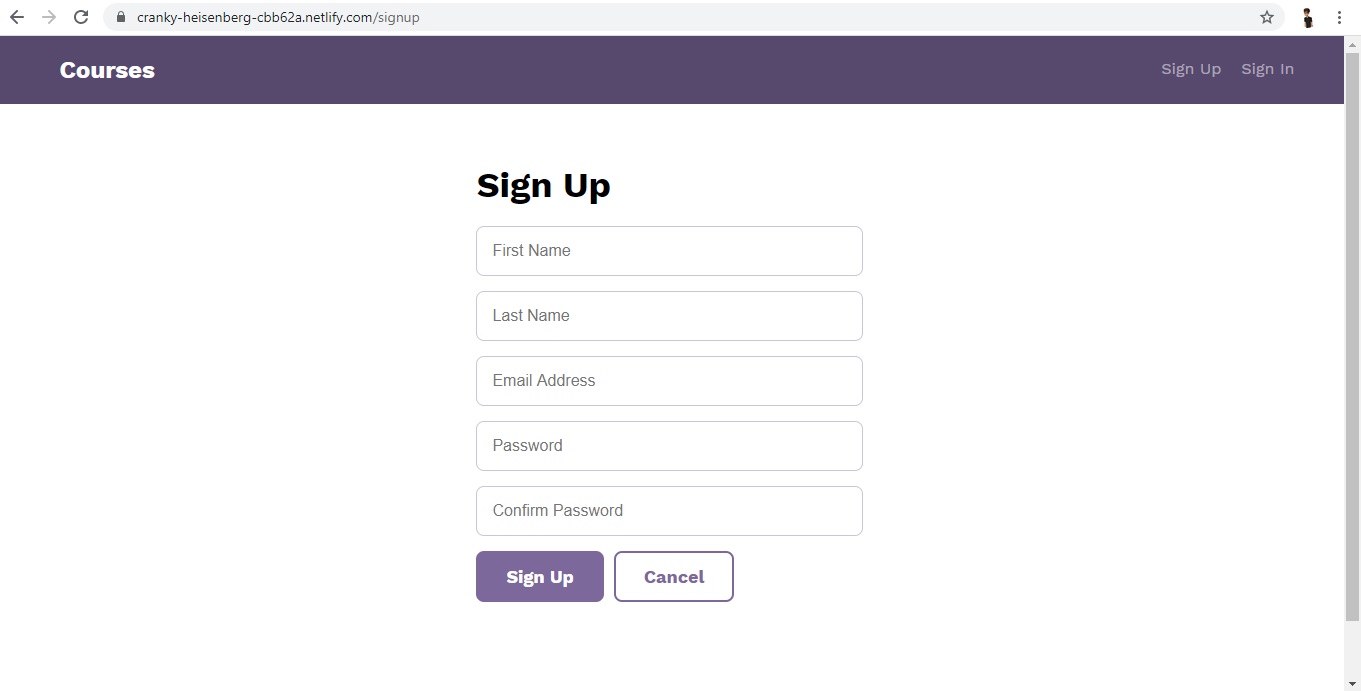 cranky-heisenberg-cbb62a.netlify.com/signup
Courses
Sign Up
Sign In
Sign Up
First Name
Last Name
Email Address
Password
Confirm Password
Sign Up
Cancel